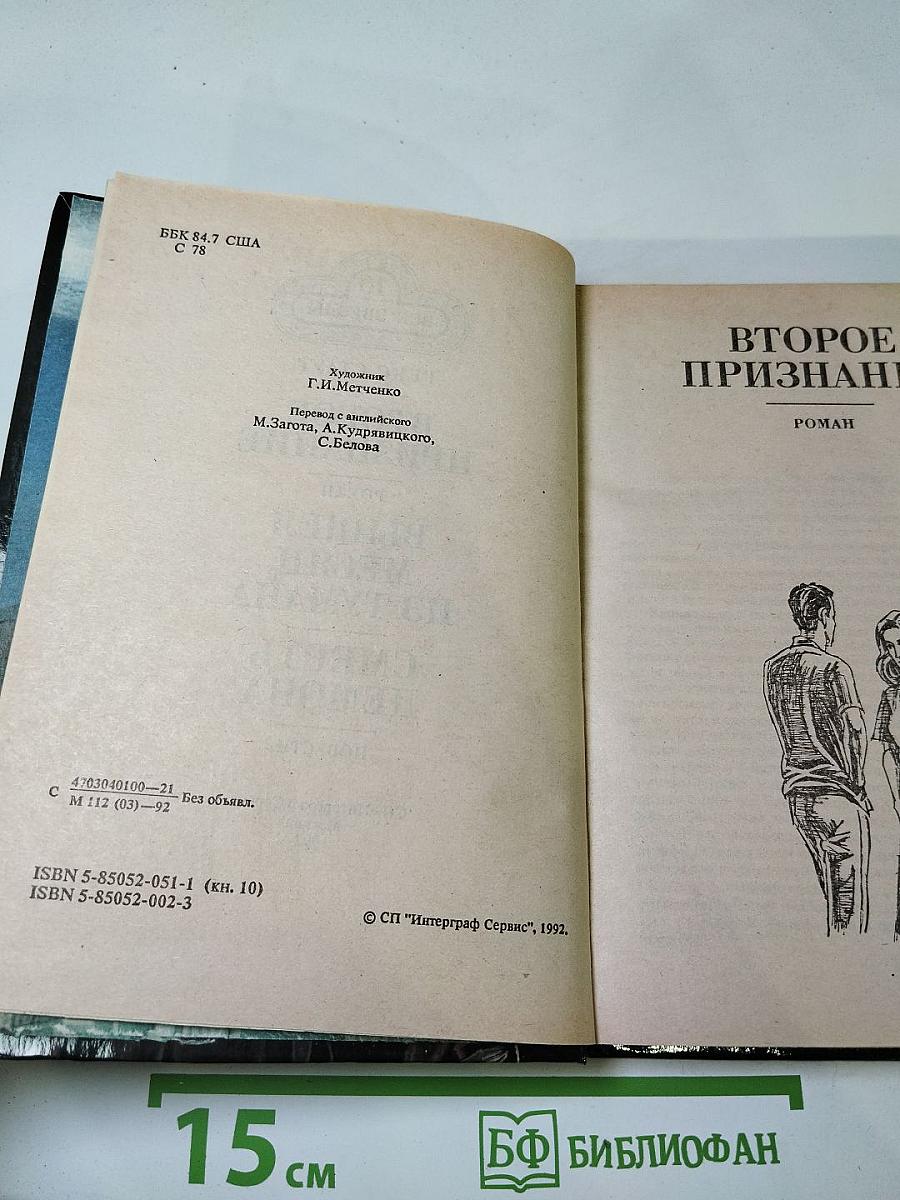 ББК 84.7 США
С 78
Художник
Г.И.Метченко
Перевод с английского
М.Загота, А.Кудрявицкого,
С.Белова
С 4703040100—21
М 112 (03)—92 Без объявл.
ISBN 5-85052-051-1 (кн. 10)
ISBN 5-85052-002-3
© СП "Интерграф Сервис", 1992.
ВТОРОЕ
ПРИЗНАНИ
РОМАН
15 см
БФ БИБЛИОФАН